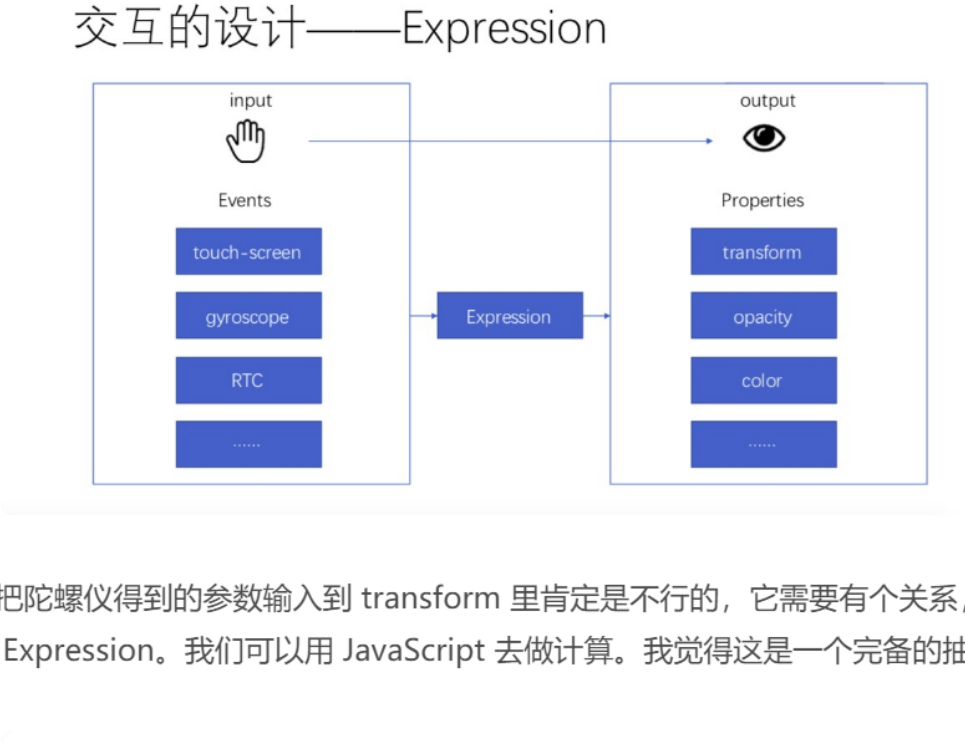 交互的设计——Expression
input
output
Events
Properties
touch-screen
transform
gyroscope
Expression
opacity
RTC
color
······
······
把陀螺仪得到的参数输入到 transform 里肯定是不行的，它需要有个关系，
Expression。我们可以用 JavaScript 去做计算。我觉得这是一个完备的抽